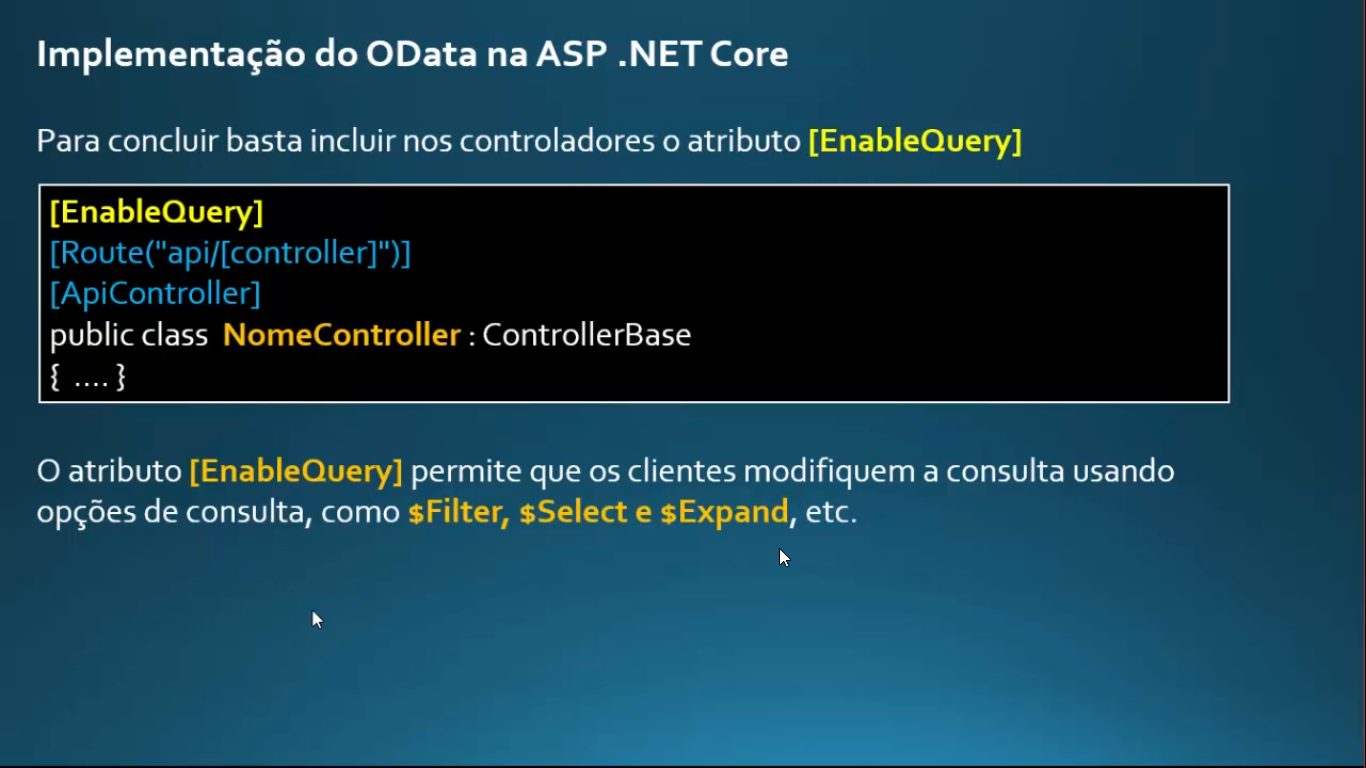 Implementação do OData na ASP .NET Core
Para concluir basta incluir nos controladores o atributo [EnableQuery]
[EnableQuery]
[Route("api/[controller]")]
[ApiController]
public class NomeController : ControllerBase
{ .... }
O atributo [EnableQuery] permite que os clientes modifiquem a consulta usando
opções de consulta, como $Filter, $Select e $Expand, etc.